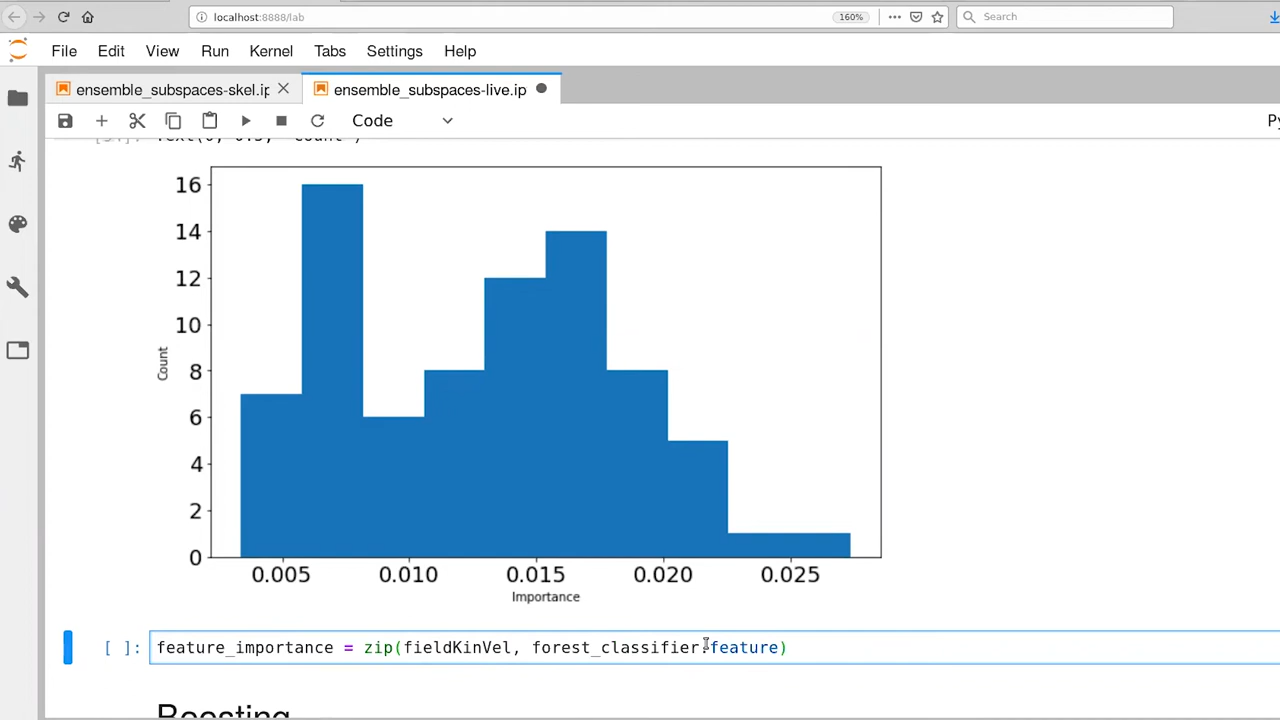 localhost:8888/lab
160%
Search
File Edit View Run Kernel Tabs Settings Help
ensemble_subspaces-skel.ip
ensemble_subspaces-live.ip
Code
Py
16
14
12
10
8
6
4
2
0
Count
0.005 0.010 0.015 0.020 0.025
Importance
[ ]: feature_importance = zip(fieldKinVel, forest_classifier.feature)
Boosting